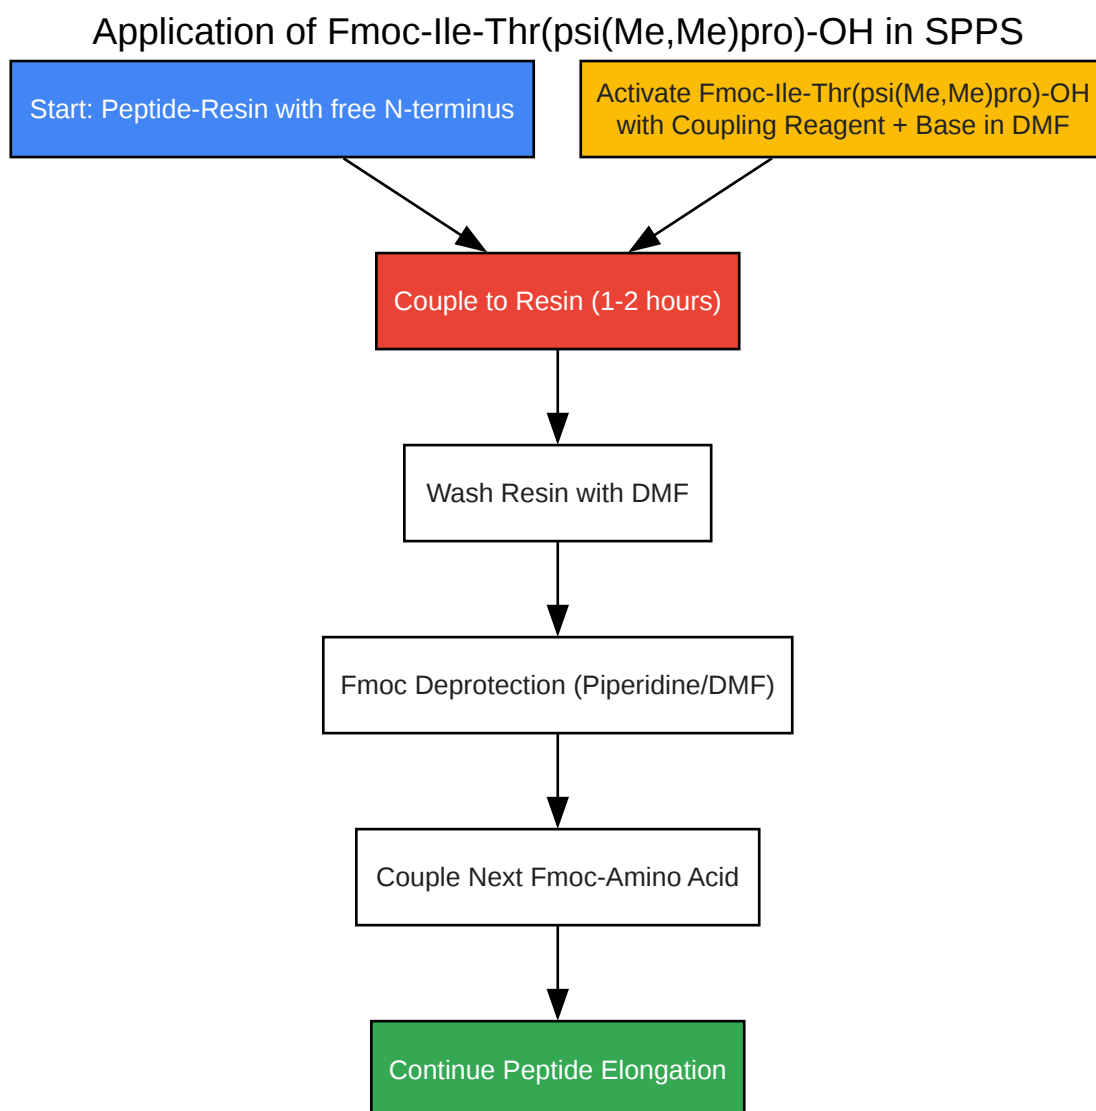 Application of Fmoc-Ile-Thr(psi(Me,Me)pro)-OH in SPPS
Start: Peptide-Resin with free N-terminus
Activate Fmoc-Ile-Thr(psi(Me,Me)pro)-OH
with Coupling Reagent + Base in DMF
Couple to Resin (1-2 hours)
Wash Resin with DMF
Fmoc Deprotection (Piperidine/DMF)
Couple Next Fmoc-Amino Acid
Continue Peptide Elongation